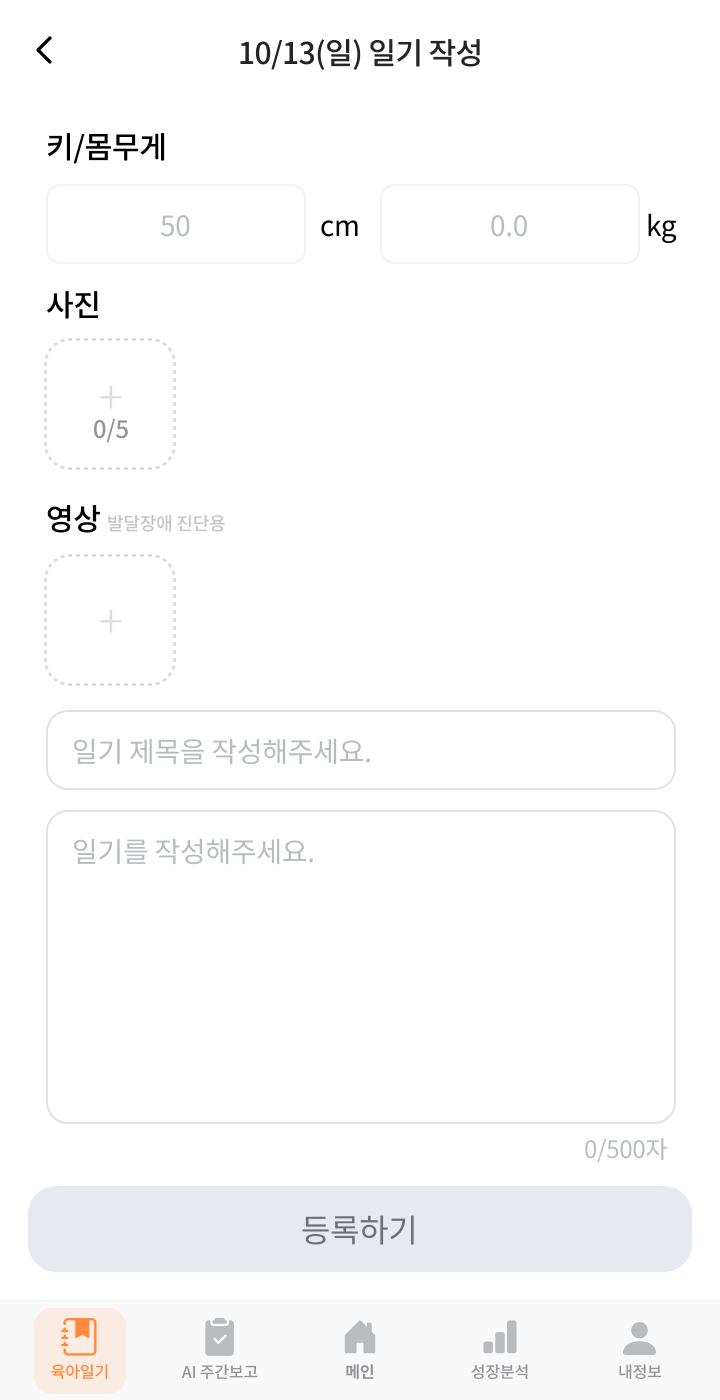 10/13(일) 일기 작성
키/몸무게
50 cm 0.0 kg
사진
0/5
영상 발달장애 진단용
일기 제목을 작성해주세요.
일기를 작성해주세요.
0/500자
등록하기
육아일기 AI 주간보고 메인 성장분석 내정보